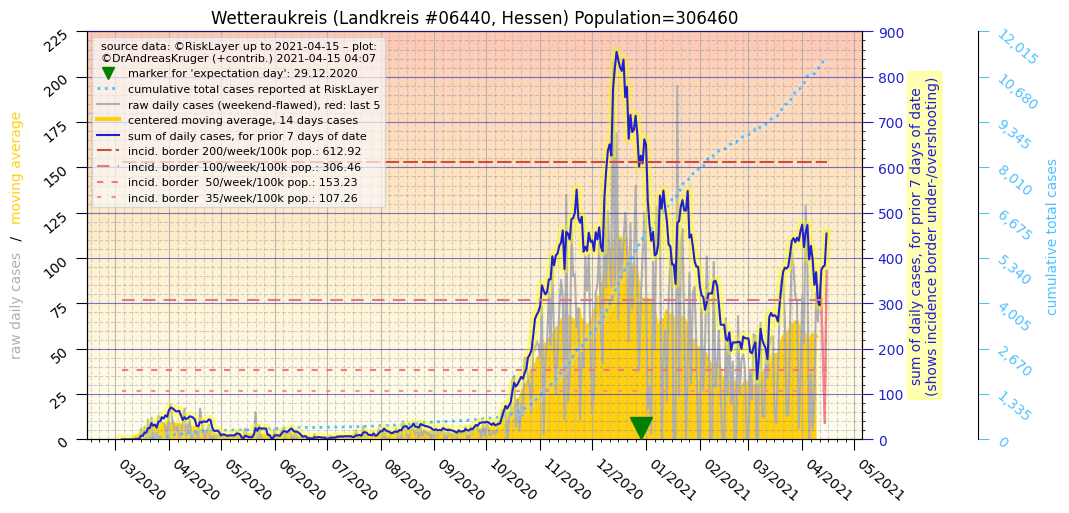 Wetteraukreis (Landkreis #06440, Hessen) Population=306460
source data: ©RiskLayer up to 2021-04-15 – plot:
©DrAndreasKruger (+contrib.) 2021-04-15 04:07
marker for 'expectation day': 29.12.2020
cumulative total cases reported at RiskLayer
raw daily cases (weekend-flawed), red: last 5
centered moving average, 14 days cases
sum of daily cases, for prior 7 days of date
incid. border 200/week/100k pop.: 612.92
incid. border 100/week/100k pop.: 306.46
incid. border  50/week/100k pop.: 153.23
incid. border  35/week/100k pop.: 107.26
raw daily cases / moving average
225
200
175
150
125
100
75
50
25
0
900
800
700
600
500
400
300
200
100
0
sum of daily cases, for prior 7 days of date
(shows incidence border under-/overshooting)
12,015
10,680
9,345
8,010
6,675
5,340
4,005
2,670
1,335
0
cumulative total cases
03/2020
04/2020
05/2020
06/2020
07/2020
08/2020
09/2020
10/2020
11/2020
12/2020
01/2021
02/2021
03/2021
04/2021
05/2021